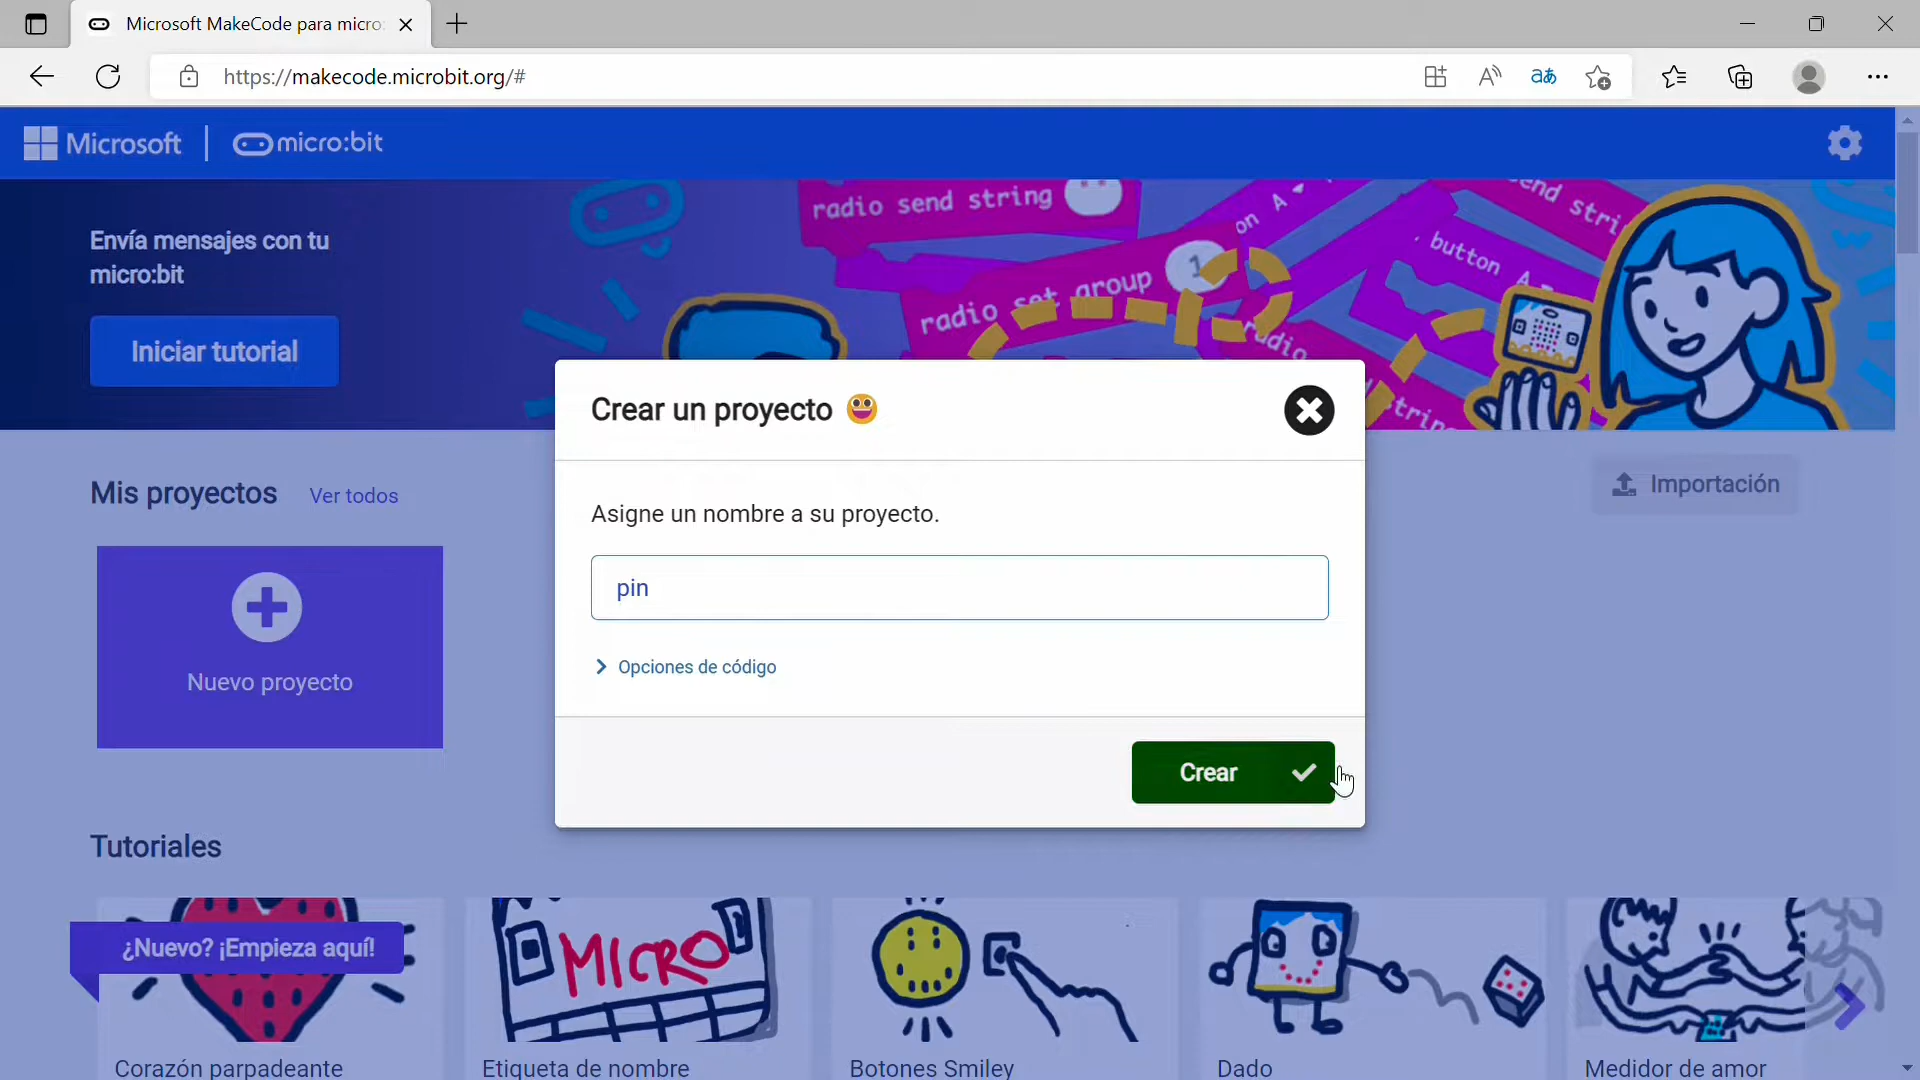 Microsoft MakeCode para micro:
https://makecode.microbit.org/#
Microsoft
micro:bit
Envía mensajes con tu
micro:bit
Iniciar tutorial
radio send string
radio set group 1
button A
Crear un proyecto
Asigne un nombre a su proyecto.
pin
Opciones de código
Crear
Mis proyectos
Ver todos
Importación
Nuevo proyecto
Tutoriales
¿Nuevo? ¡Empieza aquí!
MICRO
Corazón parpadeante
Etiqueta de nombre
Botones Smiley
Dado
Medidor de amor